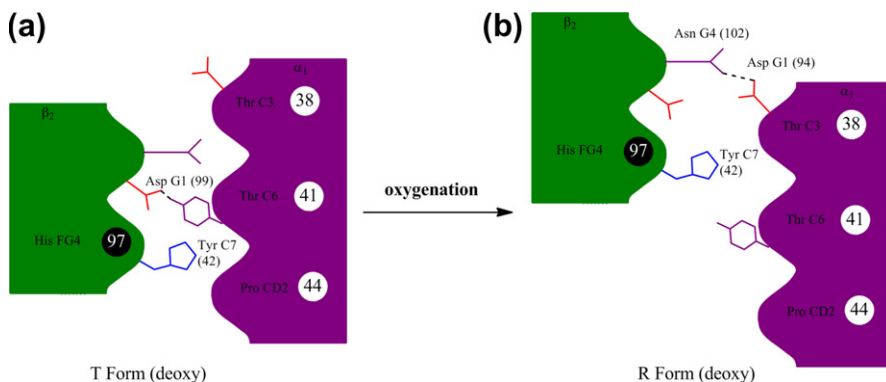 (a)
β2
α1
Thr C3
38
Asp G1 (99)
Thr C6
41
His FG4
97
Tyr C7
(42)
Pro CD2
44
T Form (deoxy)
oxygenation
(b)
β2
Asn G4 (102)
Asp G1 (94)
α1
Thr C3
38
His FG4
97
Tyr C7
(42)
Thr C6
41
Pro CD2
44
R Form (deoxy)